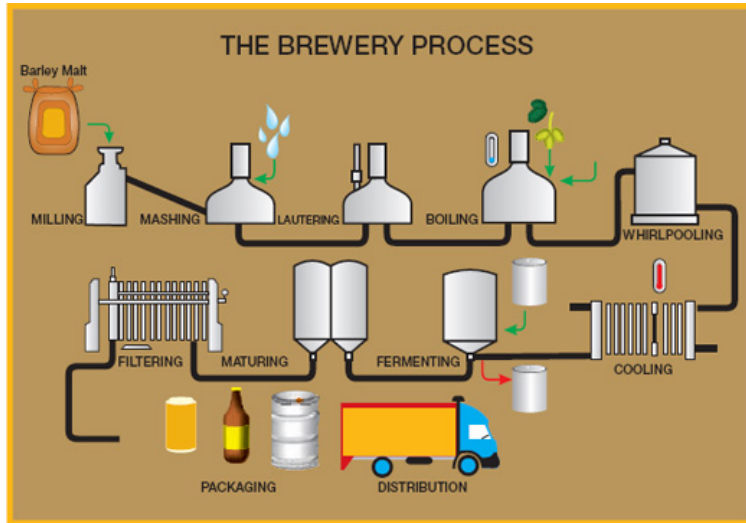 THE BREWERY PROCESS
Barley Malt
MILLING
MASHING
LAUTERING
BOILING
WHIRLPOOLING
FILTERING
MATURING
FERMENTING
COOLING
PACKAGING
DISTRIBUTION